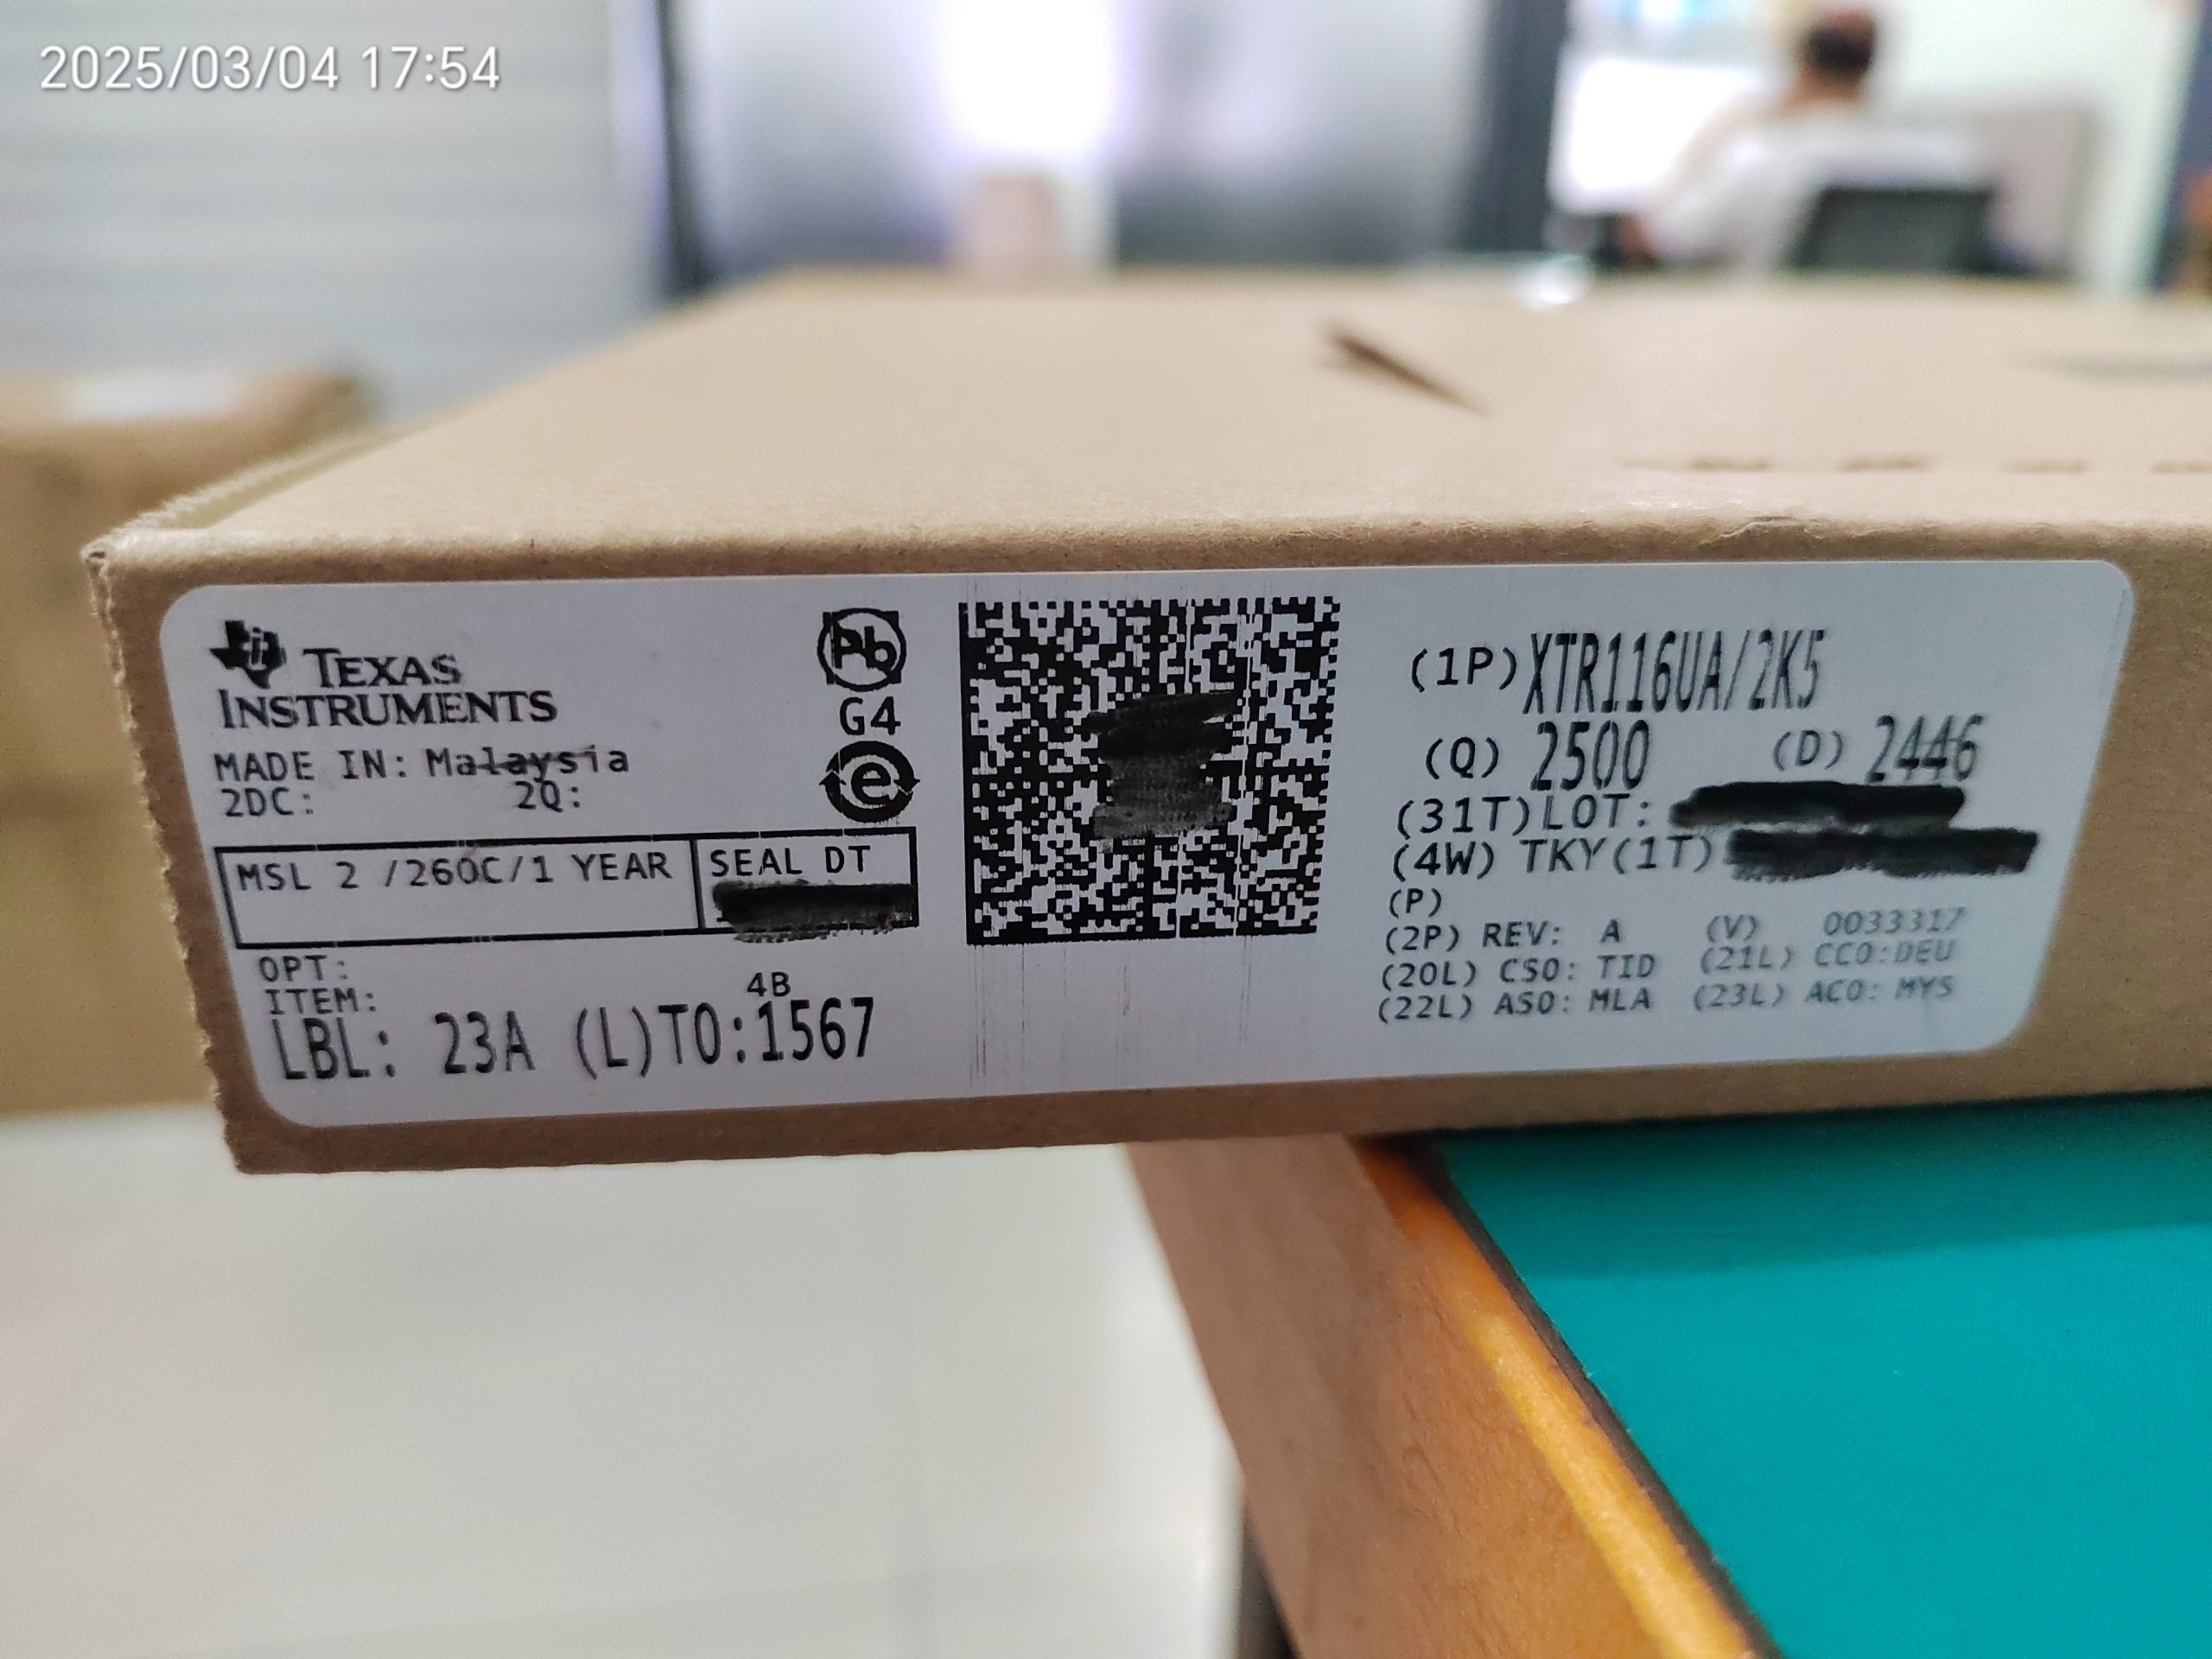 2025/03/04 17:54
TEXAS
INSTRUMENTS
MADE IN: Malaysia
2DC: 2Q:
MSL 2 /260C/1 YEAR
SEAL DT
OPT:
ITEM:
4B
LBL: 23A (L)TO:1567
Pb
G4
e
(1P)XTR116UA/2K5
(Q) 2500 (D) 2446
(31T)LOT:
(4W) TKY(1T)
(P)
(2P) REV: A (V) 0033317
(20L) CSO: TID (21L) CCO:DEU
(22L) ASO: MLA (23L) ACO: MYS